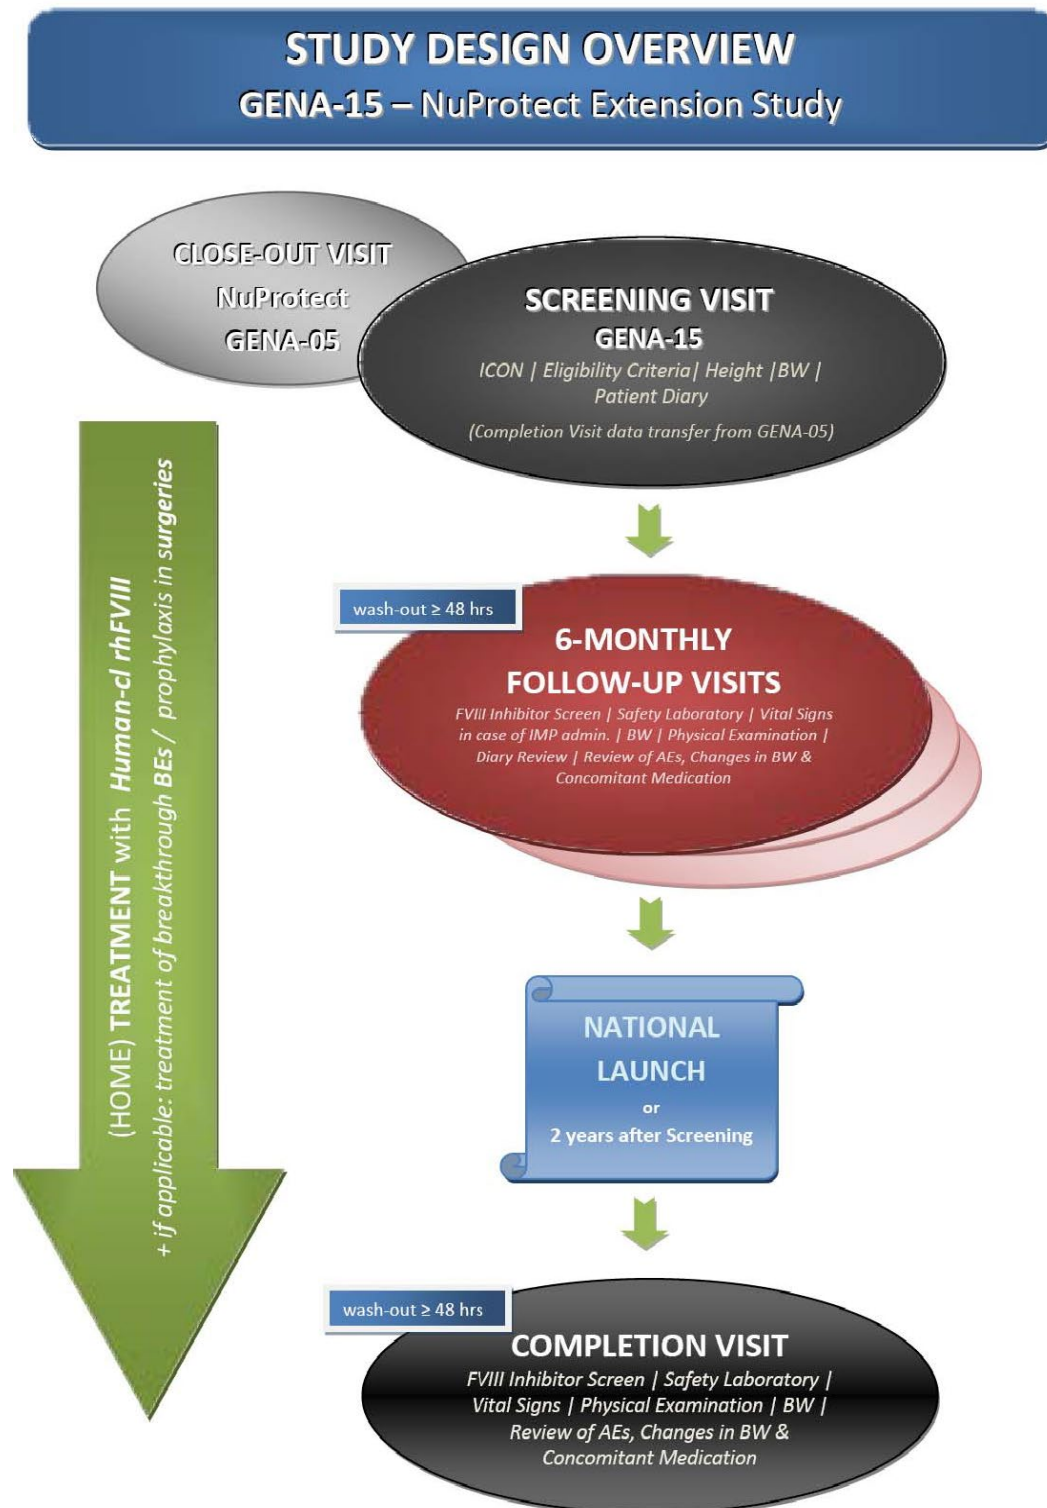 STUDY DESIGN OVERVIEW
GENA-15 – NuProtect Extension Study
CLOSE-OUT VISIT
NuProtect
GENA-05
SCREENING VISIT
GENA-15
ICON | Eligibility Criteria| Height |BW |
Patient Diary
(Completion Visit data transfer from GENA-05)
(HOME) TREATMENT with Human-cl rhFVIII
+ if applicable: treatment of breakthrough BEs / prophylaxis in surgeries
wash-out ≥ 48 hrs
6-MONTHLY
FOLLOW-UP VISITS
FVIII Inhibitor Screen | Safety Laboratory | Vital Signs
in case of IMP admin. | BW | Physical Examination |
Diary Review | Review of AEs, Changes in BW &
Concomitant Medication
NATIONAL
LAUNCH
or
2 years after Screening
wash-out ≥ 48 hrs
COMPLETION VISIT
FVIII Inhibitor Screen | Safety Laboratory |
Vital Signs | Physical Examination | BW |
Review of AEs, Changes in BW &
Concomitant Medication